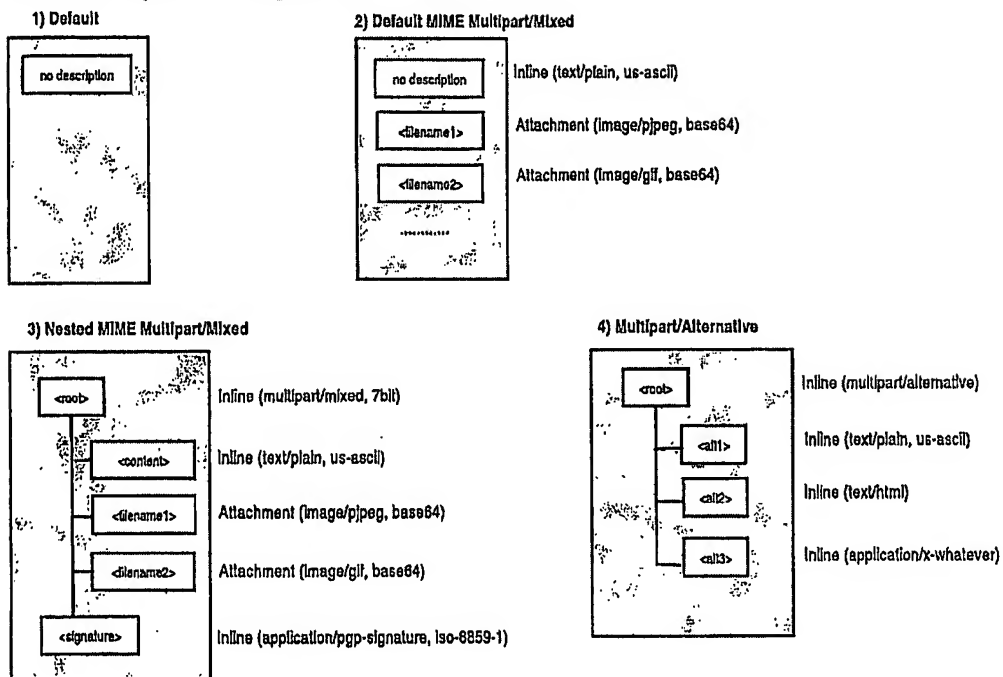 1) Default
no description
2) Default MIME Multipart/Mixed
no description
Inline (text/plain, us-ascii)
<filename1>
Attachment (image/pjpeg, base64)
<filename2>
Attachment (image/gif, base64)
..........
3) Nested MIME Multipart/Mixed
<root>
Inline (multipart/mixed, 7bit)
<content>
Inline (text/plain, us-ascii)
<filename1>
Attachment (image/pjpeg, base64)
<filename2>
Attachment (image/gif, base64)
<signature>
Inline (application/pgp-signature, iso-8859-1)
4) Multipart/Alternative
<root>
Inline (multipart/alternative)
<alt1>
Inline (text/plain, us-ascii)
<alt2>
Inline (text/html)
<alt3>
Inline (application/x-whatever)